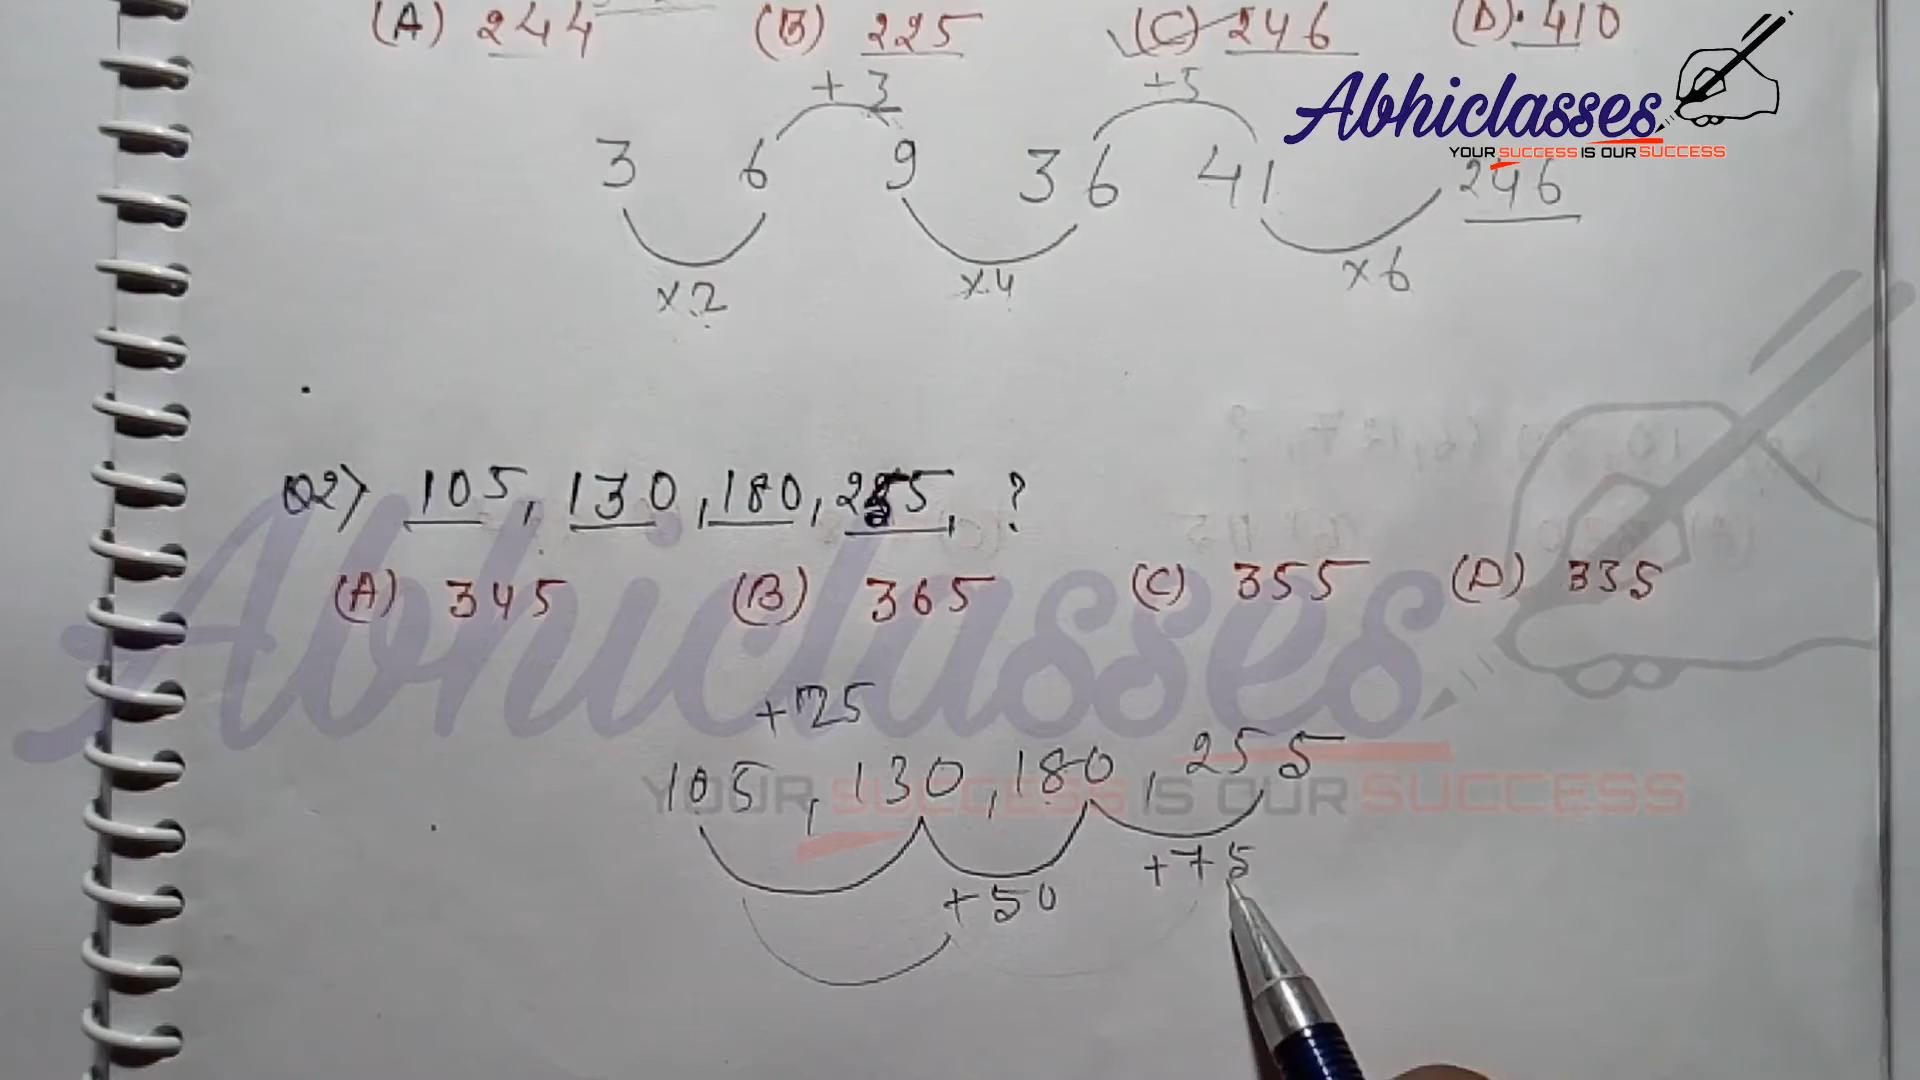 (A) 244 (B) 225 (C) 246 (D) 410
Abhiclasses
YOUR SUCCESS IS OUR SUCCESS
+3 +5
3 6 9 36 41 246
×2 ×4 ×6
Q2) 105, 130, 180, 255, ?
(A) 345 (B) 365 (C) 355 (D) 335
Abhiclasses
+25
105, 130, 180, 255
YOUR SUCCESS IS OUR SUCCESS
+50 +75